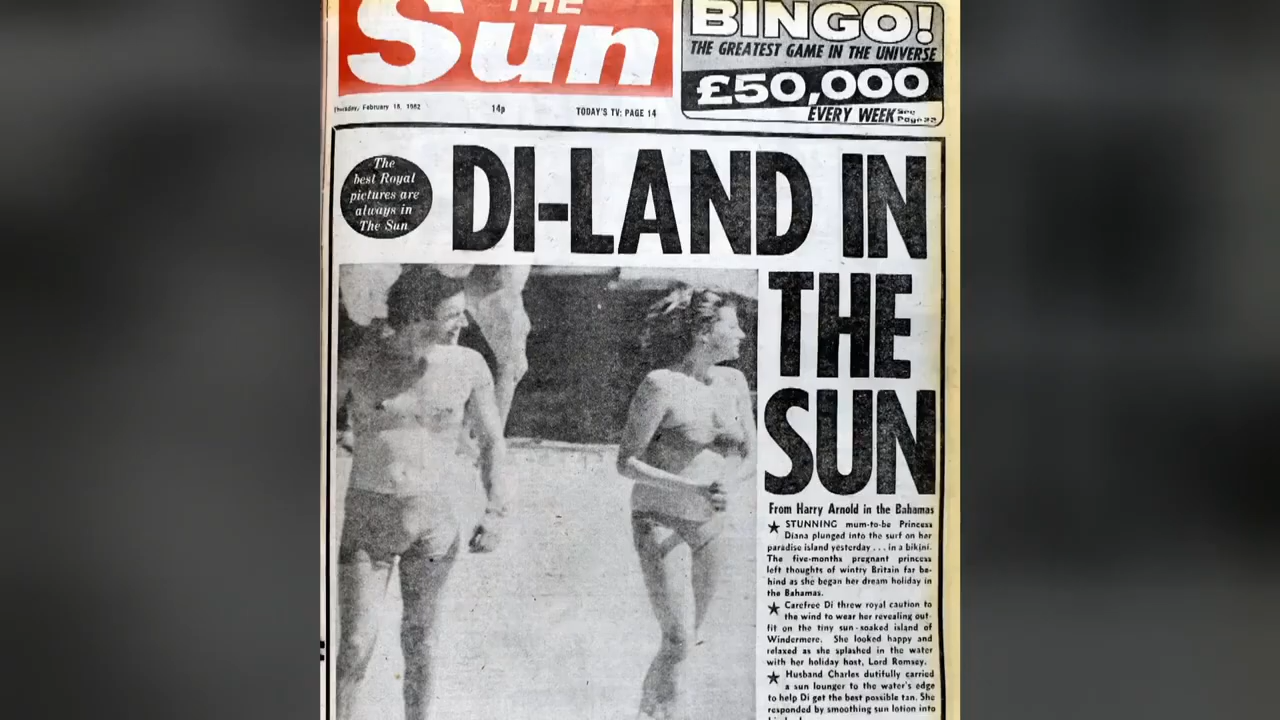 THE
Sun
BINGO!
THE GREATEST GAME IN THE UNIVERSE
£50,000
EVERY WEEK See
Page 22
Thursday, February 18, 1982
14p
TODAY'S TV: PAGE 14
The
best Royal
pictures are
always in
The Sun
DI-LAND IN
THE
SUN
From Harry Arnold in the Bahamas
★ STUNNING mum-to-be Princess
Diana plunged into the surf on her
paradise island yesterday . . . in a bikini.
The five-months pregnant princess
left thoughts of wintry Britain far be-
hind as she began her dream holiday in
the Bahamas.
★ Carefree Di threw royal caution to
the wind to wear her revealing out-
fit on the tiny sun-soaked island of
Windermere. She looked happy and
relaxed as she splashed in the water
with her holiday host, Lord Romsey.
★ Husband Charles dutifully carried
a sun lounger to the water's edge
to help Di get the best possible tan. She
responded by smoothing sun lotion into